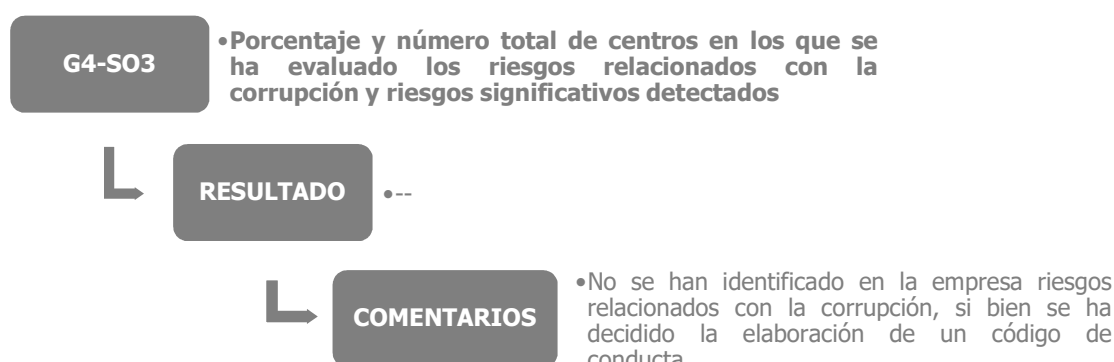 G4-SO3
•Porcentaje y número total de centros en los que se
ha evaluado los riesgos relacionados con la
corrupción y riesgos significativos detectados
RESULTADO
•--
COMENTARIOS
•No se han identificado en la empresa riesgos
relacionados con la corrupción, si bien se ha
decidido la elaboración de un código de
conducta